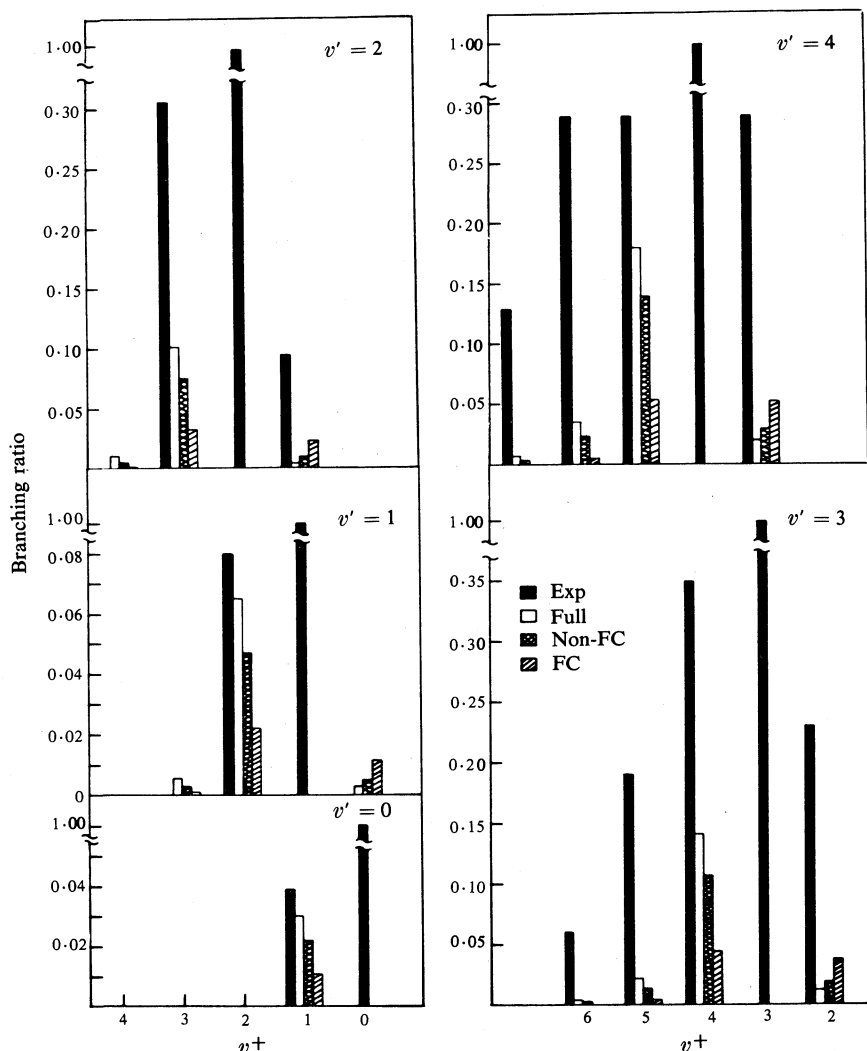 Branching ratio
v′ = 2
1·00
0·30
0·25
0·20
0·15
0·10
0·05
v′ = 1
1·00
0·08
0·06
0·04
0·02
0
v′ = 0
1·00
0·04
0·02
4 3 2 1 0
v+
v′ = 4
1·00
0·30
0·25
0·20
0·15
0·10
0·05
v′ = 3
1·00
0·35
0·30
0·25
0·20
0·15
0·10
0·05
Exp
Full
Non-FC
FC
6 5 4 3 2
v+